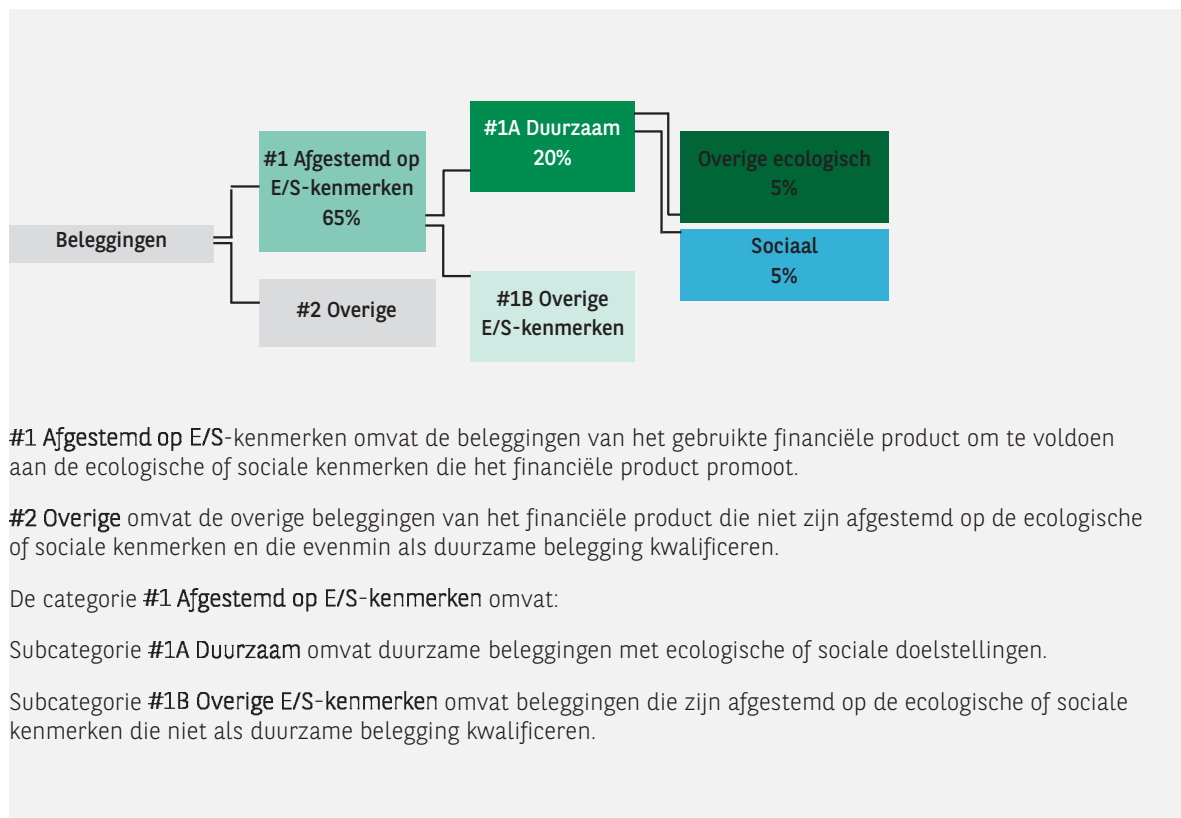 #1A Duurzaam
20%
#1 Afgestemd op
E/S-kenmerken
65%
Overige ecologisch
5%
Beleggingen
Sociaal
5%
#2 Overige
#1B Overige
E/S-kenmerken
#1 Afgestemd op E/S-kenmerken omvat de beleggingen van het gebruikte financiële product om te voldoen
aan de ecologische of sociale kenmerken die het financiële product promoot.
#2 Overige omvat de overige beleggingen van het financiële product die niet zijn afgestemd op de ecologische
of sociale kenmerken en die evenmin als duurzame belegging kwalificeren.
De categorie #1 Afgestemd op E/S-kenmerken omvat:
Subcategorie #1A Duurzaam omvat duurzame beleggingen met ecologische of sociale doelstellingen.
Subcategorie #1B Overige E/S-kenmerken omvat beleggingen die zijn afgestemd op de ecologische of sociale
kenmerken die niet als duurzame belegging kwalificeren.